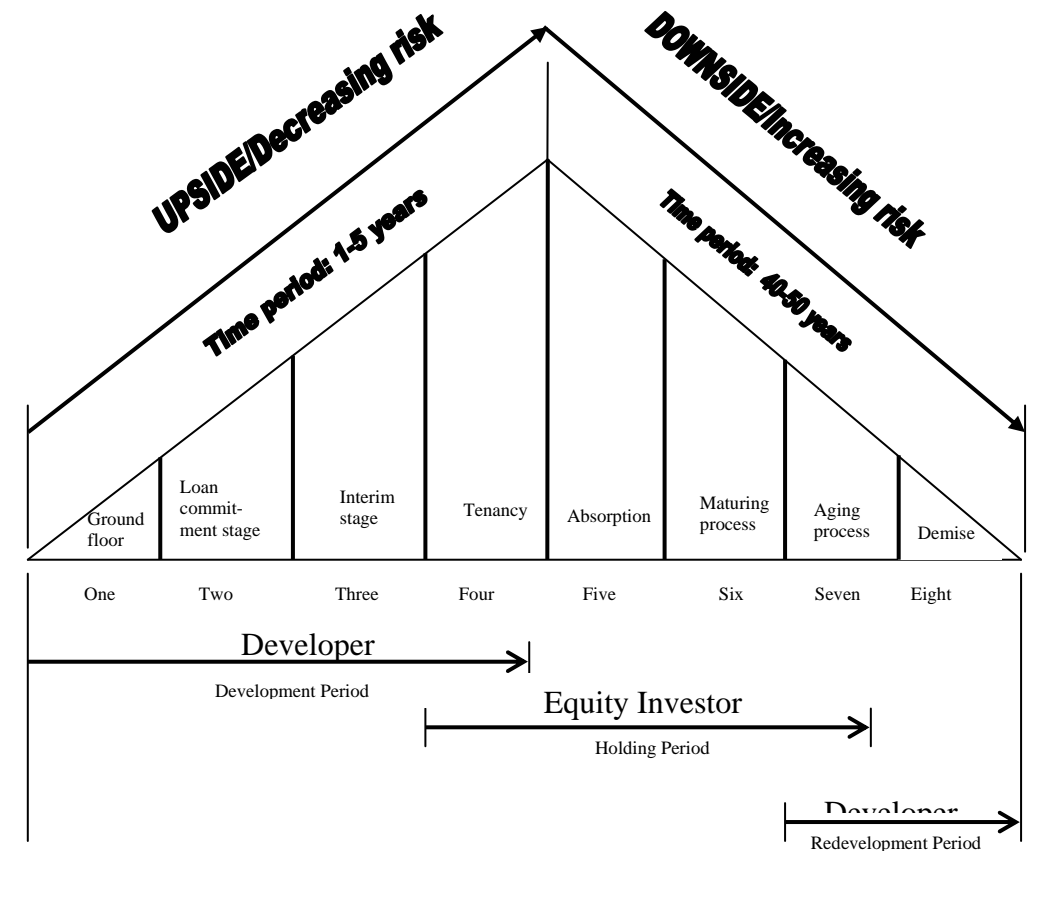 UPSIDE/Decreasing risk
DOWNSIDE/Increasing risk
Time period: 1-5 years
Time period: 40-50 years
Ground
floor
Loan
commit-
ment stage
Interim
stage
Tenancy
Absorption
Maturing
process
Aging
process
Demise
One
Two
Three
Four
Five
Six
Seven
Eight
Developer
Development Period
Equity Investor
Holding Period
Developer
Redevelopment Period